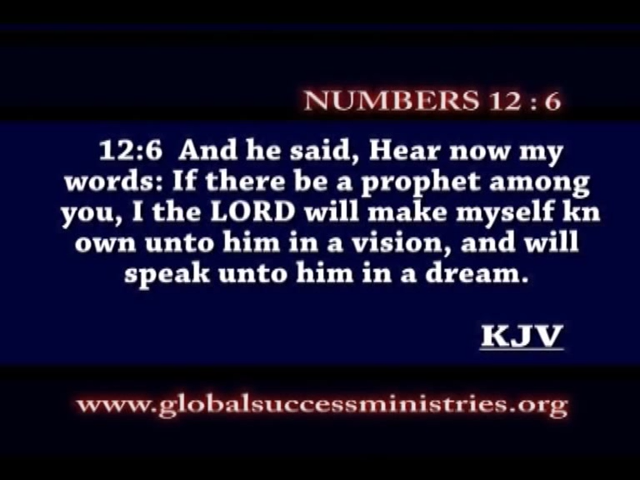 NUMBERS 12 : 6
12:6 And he said, Hear now my
words: If there be a prophet among
you, I the LORD will make myself kn
own unto him in a vision, and will
speak unto him in a dream.
KJV
www.globalsuccessministries.org